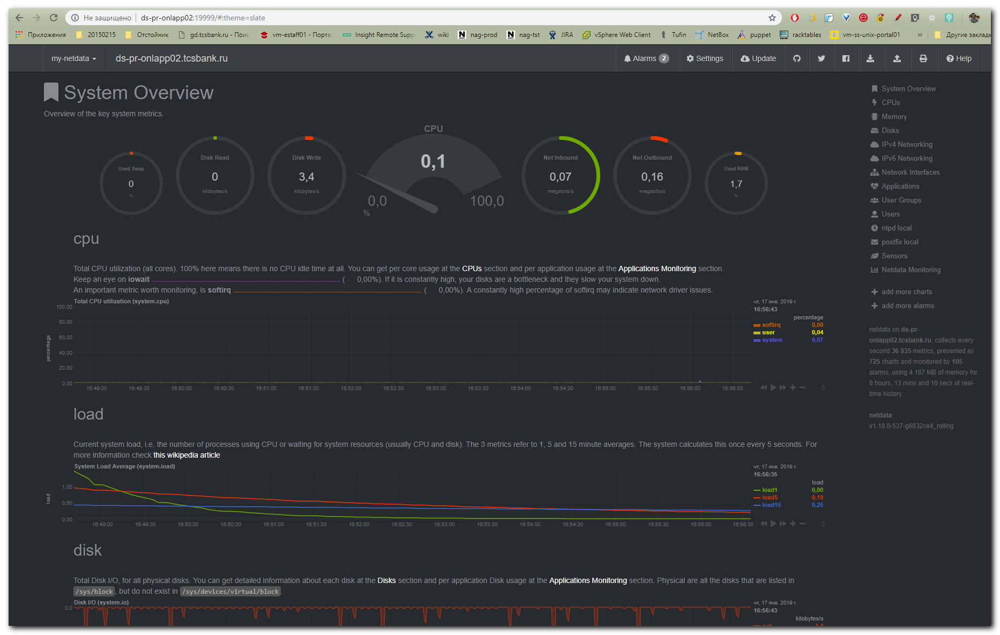 Не защищено ds-pr-onlapp02:19999/#;theme=slate
Приложения 20150215 Отстойник gd.tcsbank.ru - Поис vm-estaff01 - Портал Insight Remote Supp wiki nag-prod nag-tst JIRA vSphere Web Client Tufin NetBox puppet racktables vm-ss-unix-portal01 » Другие закладк
my-netdata ds-pr-onlapp02.tcsbank.ru Alarms 2 Settings Update Help
System Overview
Overview of the key system metrics.
Used Swap
0
%
Disk Read
0
kilobytes/s
Disk Write
3,4
kilobytes/s
CPU
0,1
0,0 100,0
%
Net Inbound
0,07
megabits/s
Net Outbound
0,16
megabits/s
Used RAM
1,7
%
cpu
Total CPU utilization (all cores). 100% here means there is no CPU idle time at all. You can get per core usage at the CPUs section and per application usage at the Applications Monitoring section.
Keep an eye on iowait ( 0,00%). If it is constantly high, your disks are a bottleneck and they slow your system down.
An important metric worth monitoring, is softirq ( 0,00%). A constantly high percentage of softirq may indicate network driver issues.
Total CPU utilization (system.cpu)
percentage
100,00
80,00
60,00
40,00
20,00
0,00
16:49:00 16:49:30 16:50:00 16:50:30 16:51:00 16:51:30 16:52:00 16:52:30 16:53:00 16:53:30 16:54:00 16:54:30 16:55:00 16:55:30 16:56:00 16:56:30
чт, 17 янв. 2019 г.
16:56:43
percentage
softirq 0,00
user 0,04
system 0,07
load
Current system load, i.e. the number of processes using CPU or waiting for system resources (usually CPU and disk). The 3 metrics refer to 1, 5 and 15 minute averages. The system calculates this once every 5 seconds. For
more information check this wikipedia article
System Load Average (system.load)
load
1,00
0,50
0,00
16:49:00 16:49:30 16:50:00 16:50:30 16:51:00 16:51:30 16:52:00 16:52:30 16:53:00 16:53:30 16:54:00 16:54:30 16:55:00 16:55:30 16:56:00 16:56:30
чт, 17 янв. 2019 г.
16:56:35
load
load1 0,00
load5 0,19
load15 0,25
disk
Total Disk I/O, for all physical disks. You can get detailed information about each disk at the Disks section and per application Disk usage at the Applications Monitoring section. Physical are all the disks that are listed in
/sys/block, but do not exist in /sys/devices/virtual/block.
Disk I/O (system.io)
0,0
чт, 17 янв. 2019 г.
16:56:43
kilobytes/s
out 3,4
System Overview
CPUs
Memory
Disks
IPv4 Networking
IPv6 Networking
Network Interfaces
Applications
User Groups
Users
ntpd local
postfix local
Sensors
Netdata Monitoring
add more charts
add more alarms
netdata on ds-pr-
onlapp02.tcsbank.ru, collects every
second 36 935 metrics, presented as
725 charts and monitored by 105
alarms, using 4 187 MB of memory for
8 hours, 13 mins and 16 secs of real-
time history.
netdata
v1.10.0-537-g6832ce4_rolling